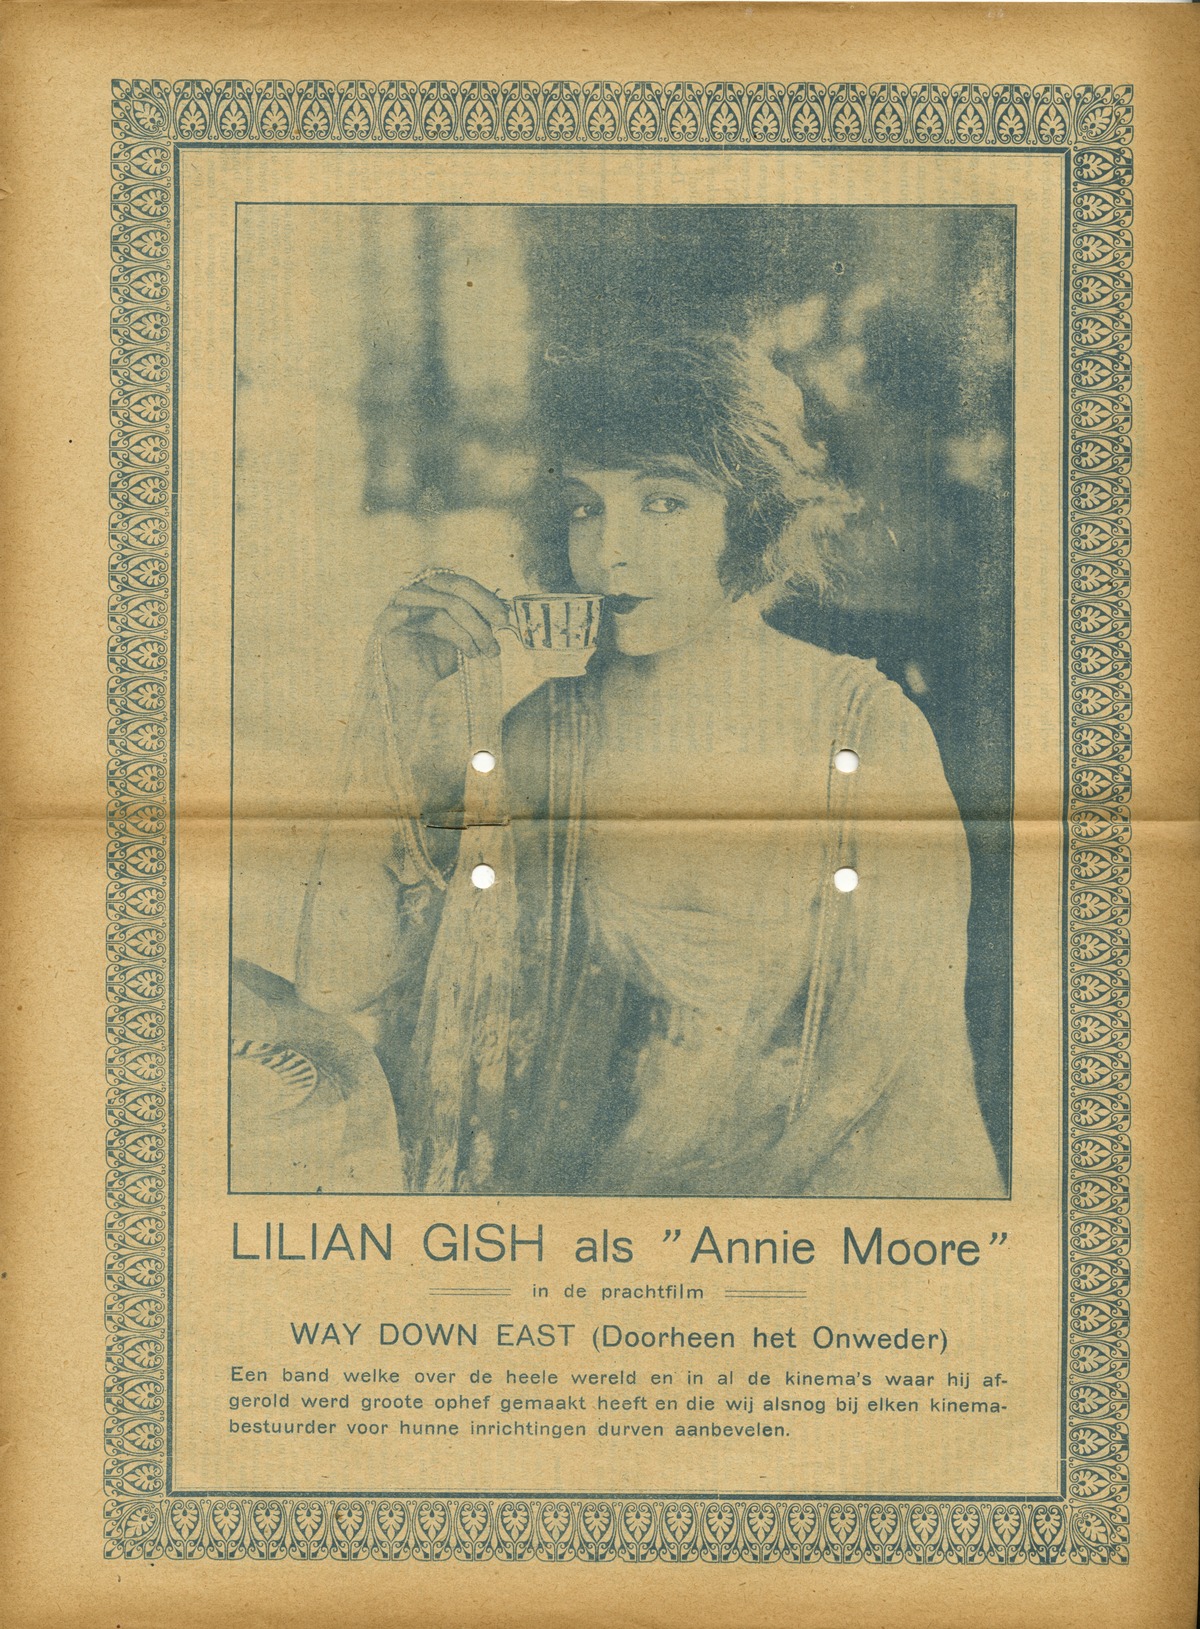 LILIAN GISH als "Annie Moore"
in de prachtfilm
WAY DOWN EAST (Doorheen het Onweder)
Een band welke over de heele wereld en in al de kinema's waar hij af-
gerold werd groote ophef gemaakt heeft en die wij alsnog bij elken kinema-
bestuurder voor hunne inrichtingen durven aanbevelen.